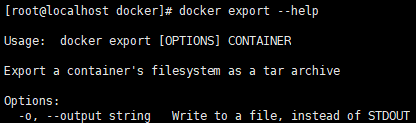 [root@localhost docker]# docker export --help
Usage:  docker export [OPTIONS] CONTAINER
Export a container's filesystem as a tar archive
Options:
  -o, --output string   Write to a file, instead of STDOUT